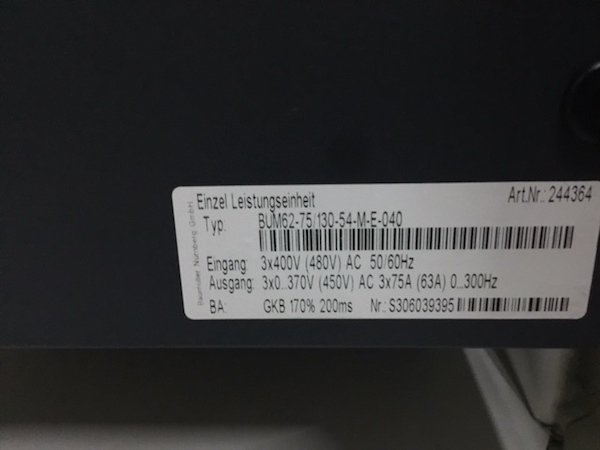 Einzel Leistungseinheit Art.Nr.: 244364
Typ: BUM62-75/130-54-M-E-040
Eingang: 3x400V (480V) AC 50/60Hz
Ausgang: 3x0...370V (450V) AC 3x75A (63A) 0...300Hz
BA: GKB 170% 200ms Nr.: S306039395
Baumüller Nürnberg GmbH